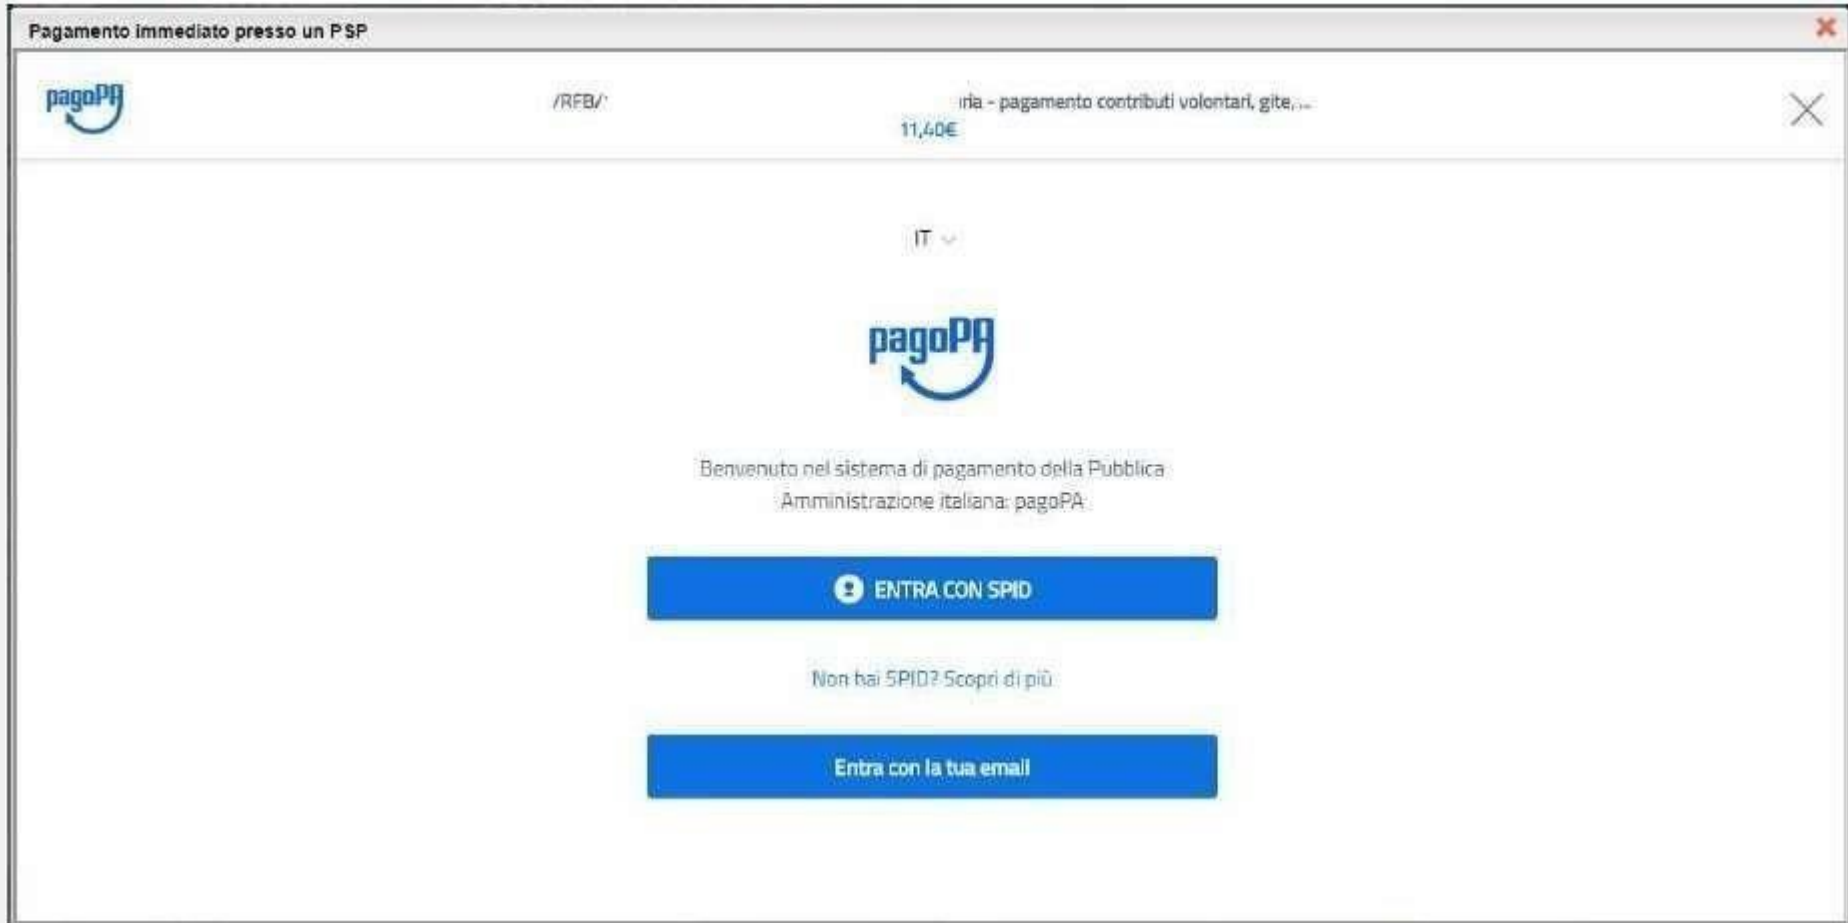 Pagamento immediato presso un PSP
pagoPA
/RFB/
- pagamento contributi volontari, gite, ...
11,40€
IT
pagoPA
Benvenuto nel sistema di pagamento della Pubblica
Amministrazione italiana: pagoPA
ENTRA CON SPID
Non hai SPID? Scopri di più
Entra con la tua email